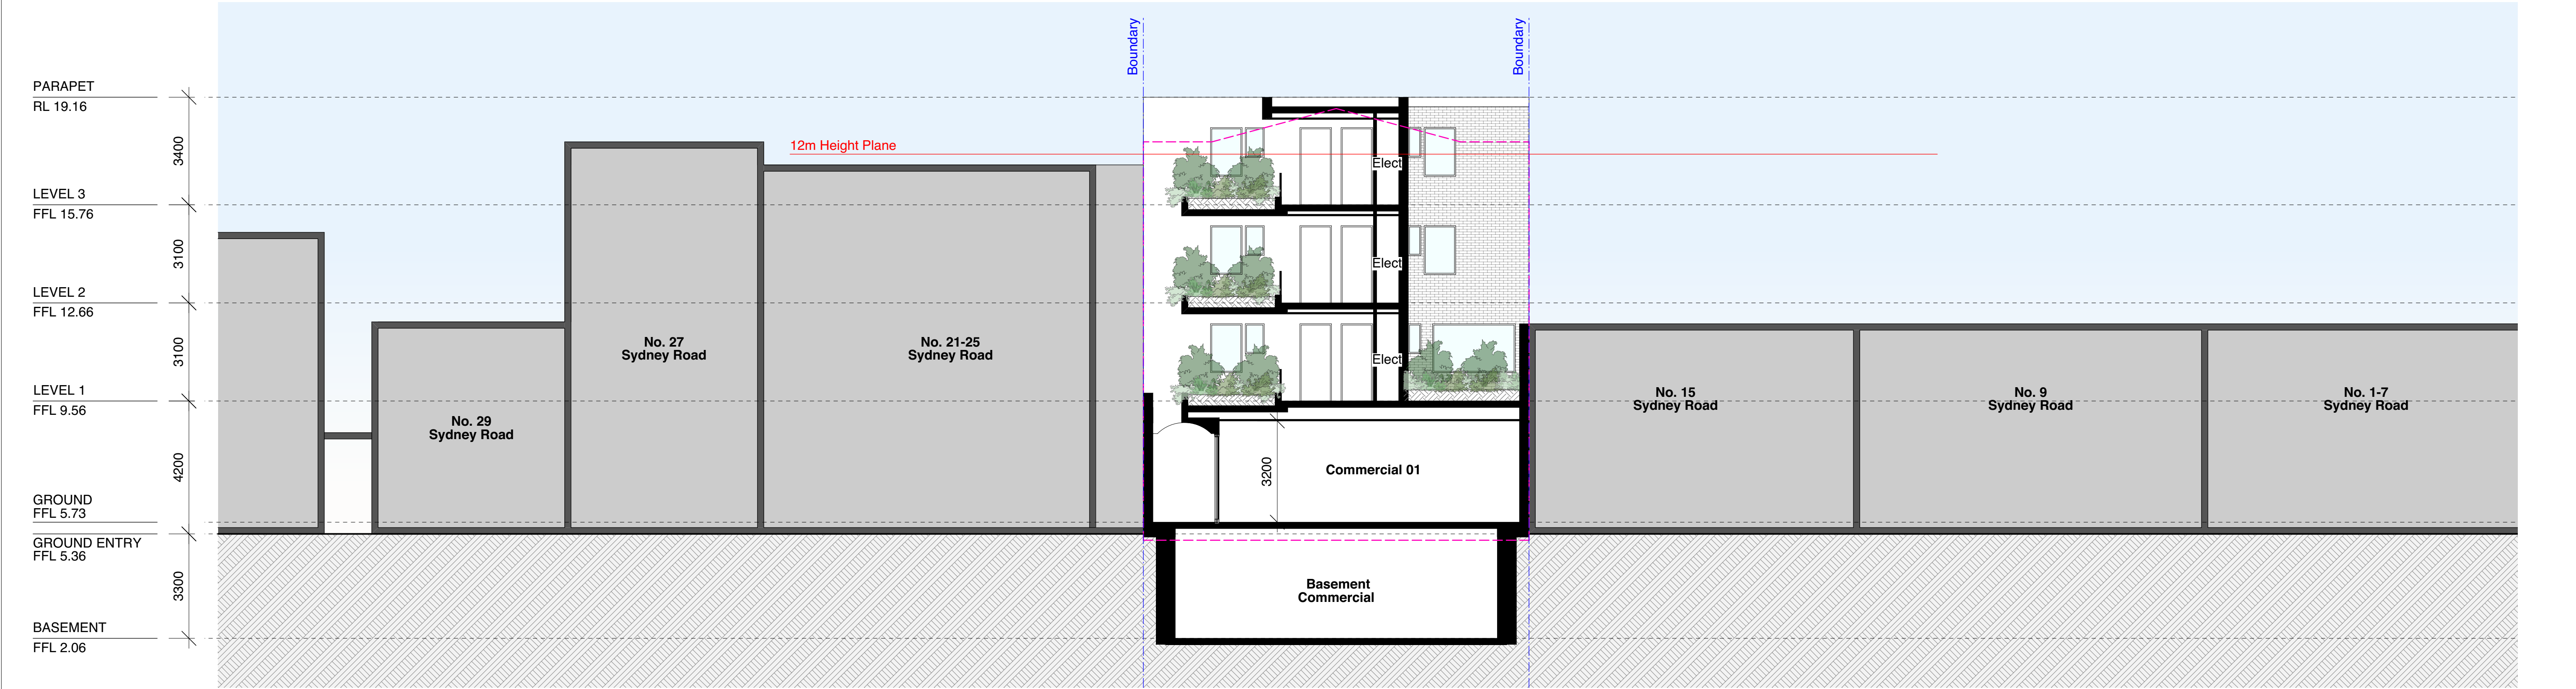 Boundary
Boundary
PARAPET
RL 19.16
3400
12m Height Plane
Elect
LEVEL 3
FFL 15.76
3100
Elect
LEVEL 2
FFL 12.66
3100
No. 27
Sydney Road
No. 21-25
Sydney Road
Elect
LEVEL 1
FFL 9.56
No. 29
Sydney Road
No. 15
Sydney Road
No. 9
Sydney Road
No. 1-7
Sydney Road
4200
3200
Commercial 01
GROUND
FFL 5.73
GROUND ENTRY
FFL 5.36
3300
Basement
Commercial
BASEMENT
FFL 2.06